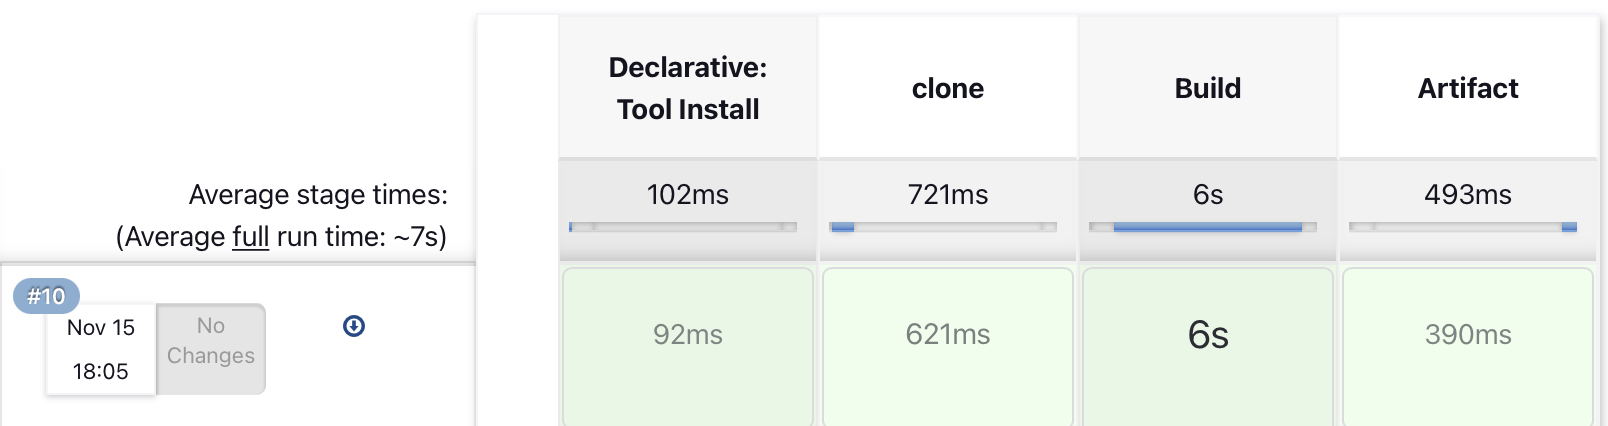 Declarative:
Tool Install
clone
Build
Artifact
Average stage times:
(Average full run time: ~7s)
102ms
721ms
6s
493ms
#10
Nov 15
18:05
No
Changes
92ms
621ms
6s
390ms